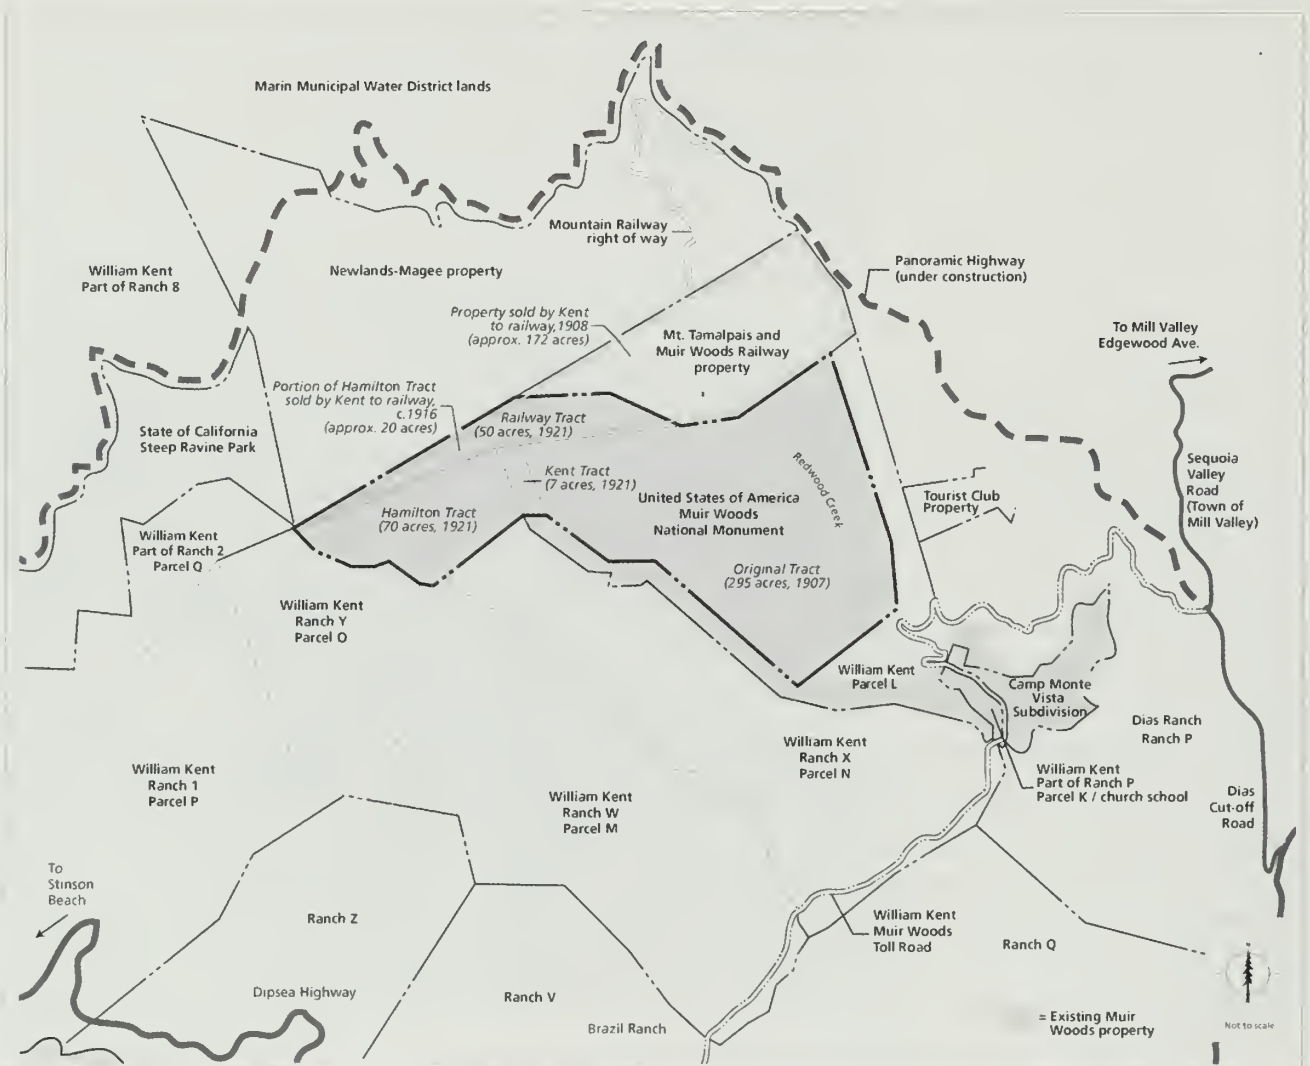 Marin Municipal Water District lands
Mountain Railway
right of way
William Kent
Part of Ranch 8
Newlands-Magee property
Panoramic Highway
(under construction)
Property sold by Kent
to railway, 1908
(approx. 172 acres)
Mt. Tamalpais and
Muir Woods Railway
property
To Mill Valley
Edgewood Ave.
Portion of Hamilton Tract
sold by Kent to railway,
c.1916
(approx. 20 acres)
Railway Tract
(50 acres, 1921)
State of California
Steep Ravine Park
Kent Tract
(7 acres, 1921)
Redwood Creek
Sequoia
Valley
Road
(Town of
Mill Valley)
Hamilton Tract
(70 acres, 1921)
United States of America
Muir Woods
National Monument
Tourist Club
Property
William Kent
Part of Ranch 2
Parcel Q
Original Tract
(295 acres, 1907)
William Kent
Ranch Y
Parcel O
William Kent
Parcel L
Camp Monte
Vista
Subdivision
Dias Ranch
Ranch P
William Kent
Ranch X
Parcel N
William Kent
Ranch 1
Parcel P
William Kent
Part of Ranch P
Parcel K / church school
William Kent
Ranch W
Parcel M
Dias
Cut-off
Road
To
Stinson
Beach
Ranch Z
William Kent
Muir Woods
Toll Road
Ranch Q
Dipsea Highway
Ranch V
Brazil Ranch
= Existing Muir
Woods property
Not to scale